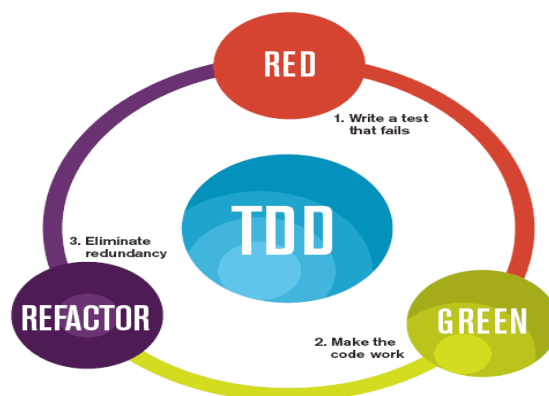 RED
1. Write a test
that fails
TDD
3. Eliminate
redundancy
REFACTOR
GREEN
2. Make the
code work